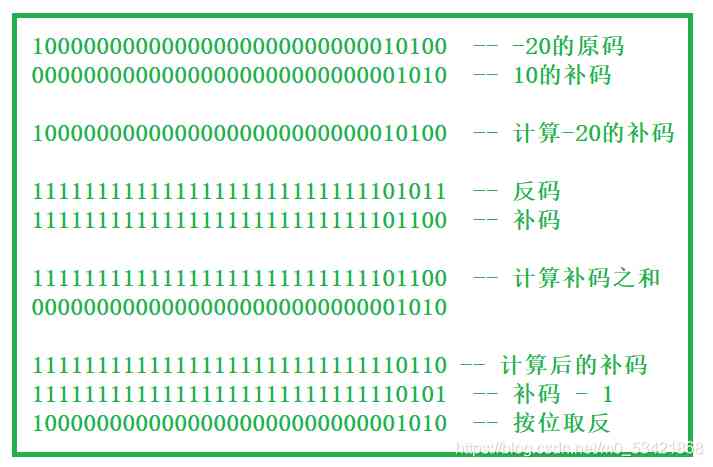 10000000000000000000000000010100 -- -20的原码
00000000000000000000000000001010 -- 10的补码
10000000000000000000000000010100 -- 计算-20的补码
11111111111111111111111111101011 -- 反码
11111111111111111111111111101100 -- 补码
11111111111111111111111111101100 -- 计算补码之和
00000000000000000000000000001010
11111111111111111111111111110110 -- 计算后的补码
11111111111111111111111111110101 -- 补码 - 1
10000000000000000000000000001010 -- 按位取反
https://blog.csdn.net/m0_53421868